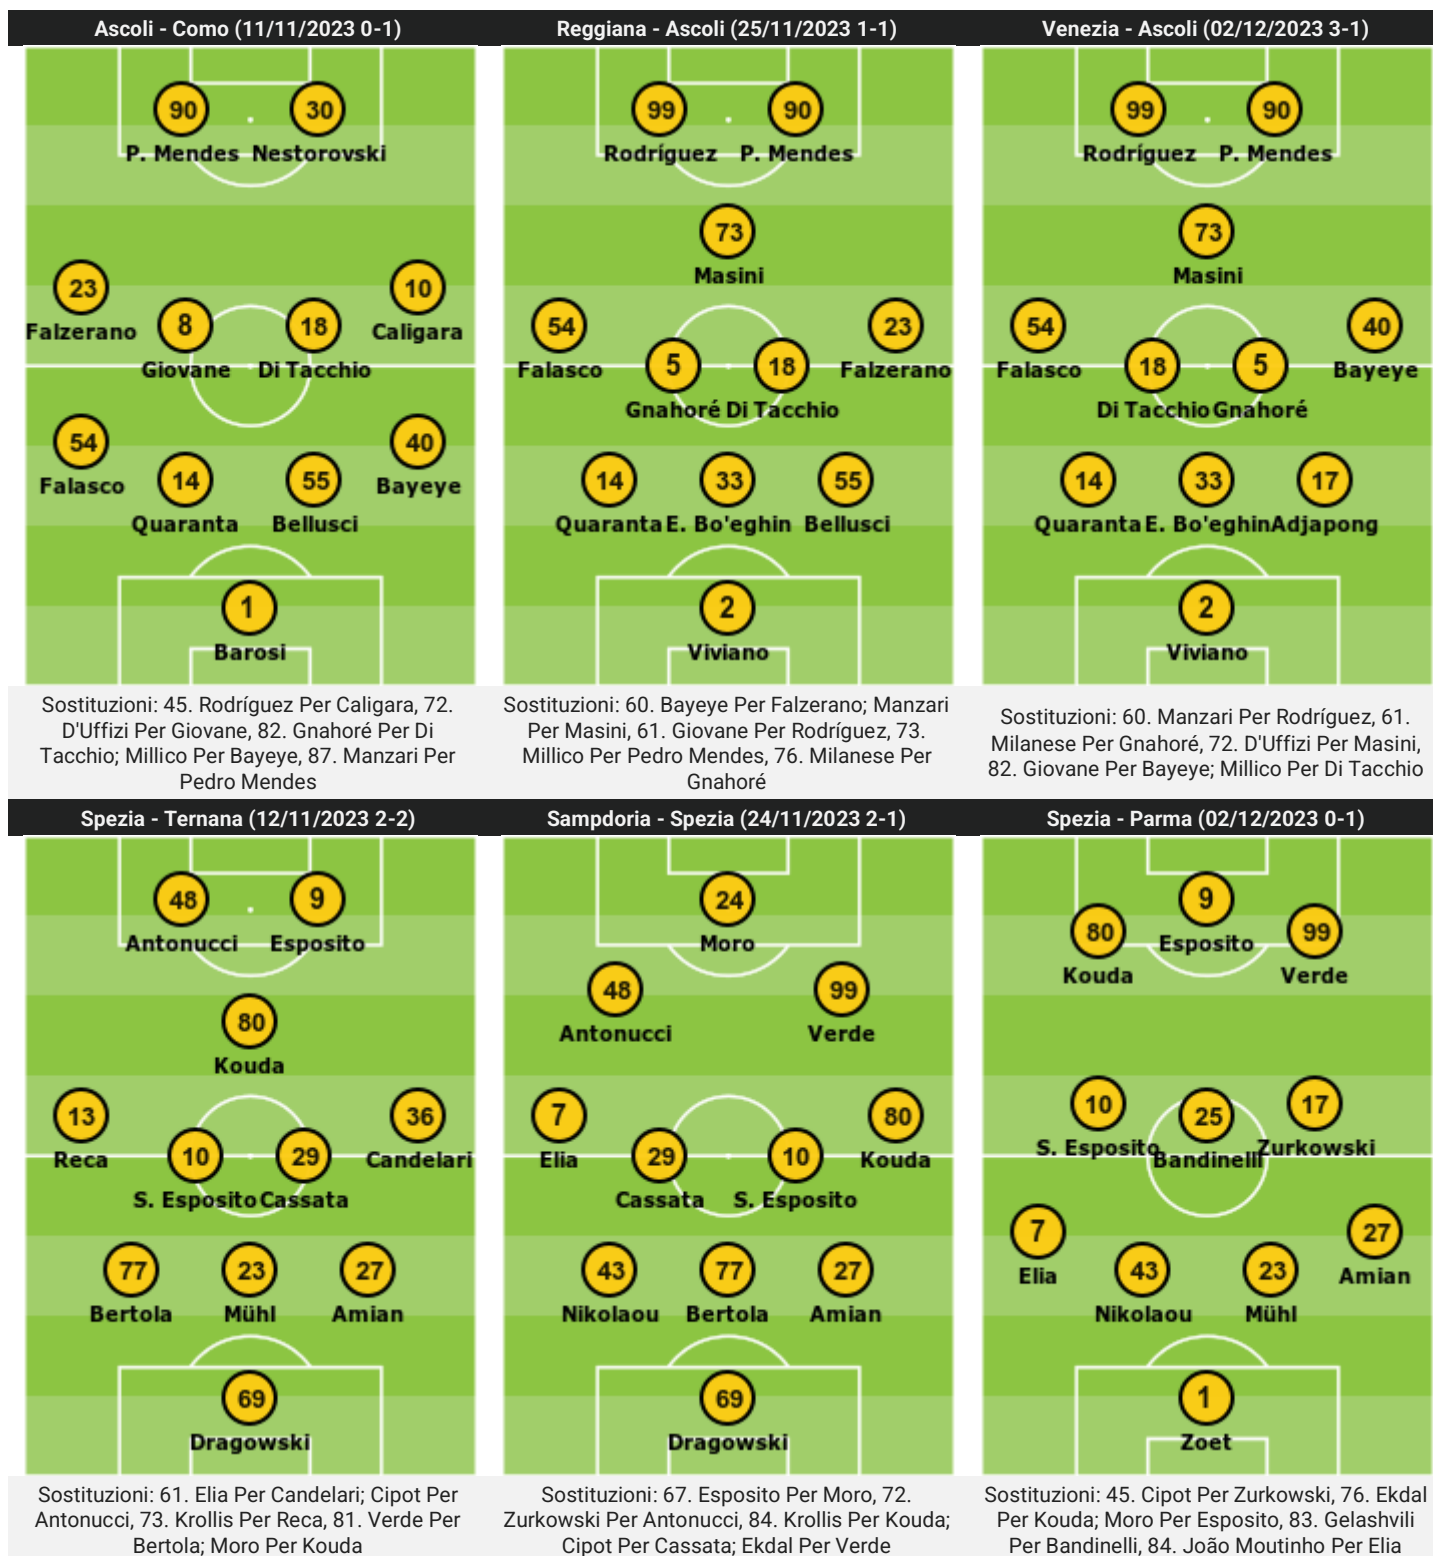 Ascoli - Como (11/11/2023 0-1)
90 30
P. Mendes Nestorovski
23 10
Falzerano Caligara
8 18
Giovane Di Tacchio
54 40
Falasco Bayeye
14 55
Quaranta Bellusci
1
Barosi
Sostituzioni: 45. Rodríguez Per Caligara, 72.
D'Uffizi Per Giovane, 82. Gnahoré Per Di
Tacchio; Millico Per Bayeye, 87. Manzari Per
Pedro Mendes
Reggiana - Ascoli (25/11/2023 1-1)
99 90
Rodríguez P. Mendes
73
Masini
54 23
Falasco Falzerano
5 18
Gnahoré Di Tacchio
14 33 55
Quaranta E. Bo'eghin Bellusci
2
Viviano
Sostituzioni: 60. Bayeye Per Falzerano; Manzari
Per Masini, 61. Giovane Per Rodríguez, 73.
Millico Per Pedro Mendes, 76. Milanese Per
Gnahoré
Venezia - Ascoli (02/12/2023 3-1)
99 90
Rodríguez P. Mendes
73
Masini
54 40
Falasco Bayeye
18 5
Di Tacchio Gnahoré
14 33 17
Quaranta E. Bo'eghin Adjapong
2
Viviano
Sostituzioni: 60. Manzari Per Rodríguez, 61.
Milanese Per Gnahoré, 72. D'Uffizi Per Masini,
82. Giovane Per Bayeye; Millico Per Di Tacchio
Spezia - Ternana (12/11/2023 2-2)
48 9
Antonucci Esposito
80
Kouda
13 36
Reca Candelari
10 29
S. Esposito Cassata
77 23 27
Bertola Mühl Amian
69
Dragowski
Sostituzioni: 61. Elia Per Candelari; Cipot Per
Antonucci, 73. Krollis Per Reca, 81. Verde Per
Bertola; Moro Per Kouda
Sampdoria - Spezia (24/11/2023 2-1)
24
Moro
48 99
Antonucci Verde
7 80
Elia Kouda
29 10
Cassata S. Esposito
43 77 27
Nikolaou Bertola Amian
69
Dragowski
Sostituzioni: 67. Esposito Per Moro, 72.
Zurkowski Per Antonucci, 84. Krollis Per Kouda;
Cipot Per Cassata; Ekdal Per Verde
Spezia - Parma (02/12/2023 0-1)
9
Esposito
80 99
Kouda Verde
10 25 17
S. Esposito Bandinelli Zurkowski
7 27
Elia Amian
43 23
Nikolaou Mühl
1
Zoet
Sostituzioni: 45. Cipot Per Zurkowski, 76. Ekdal
Per Kouda; Moro Per Esposito, 83. Gelashvili
Per Bandinelli, 84. João Moutinho Per Elia